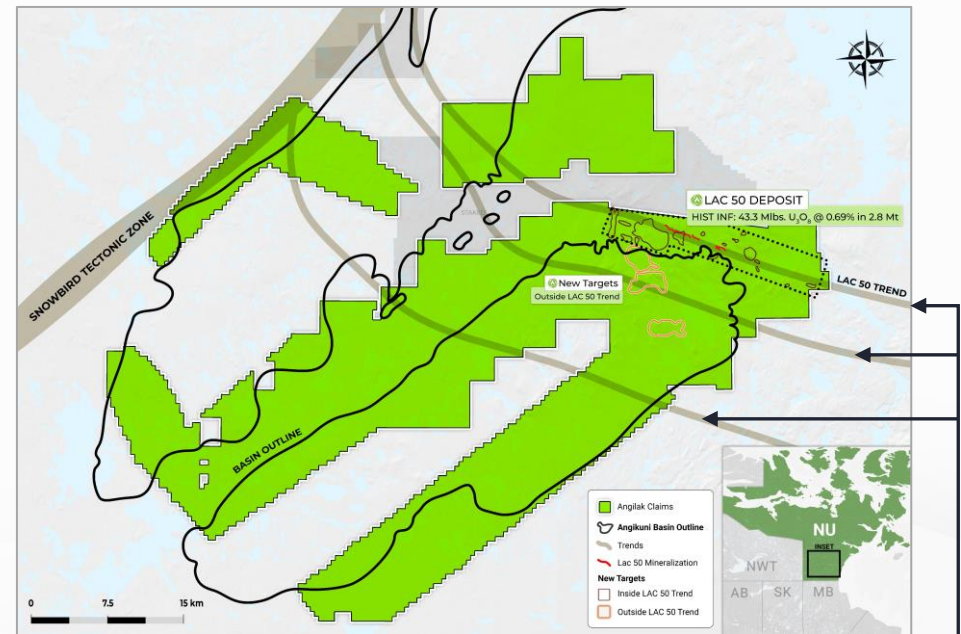 SNOWBIRD TECTONIC ZONE
LAC 50 DEPOSIT
HIST INF: 43.3 Mlbs. U3O8 @ 0.69% in 2.8 Mt
LAC 50 TREND
New Targets
Outside LAC 50 Trend
BASIN OUTLINE
Angilak Claims
Angikuni Basin Outline
Trends
Lac 50 Mineralization
New Targets
Inside LAC 50 Trend
Outside LAC 50 Trend
NU
INSET
NWT
AB
SK
MB
0
7.5
15 km